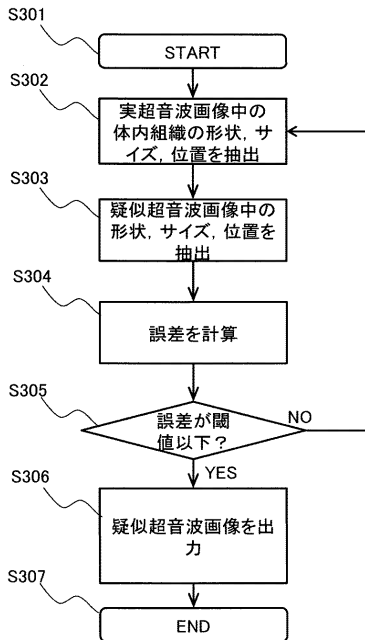 S301
START
S302
実超音波画像中の
体内組織の形状，サ
イズ，位置を抽出
S303
疑似超音波画像中の
形状，サイズ，位置を
抽出
S304
誤差を計算
S305
誤差が閾
値以下？
NO
YES
S306
疑似超音波画像を出
力
S307
END